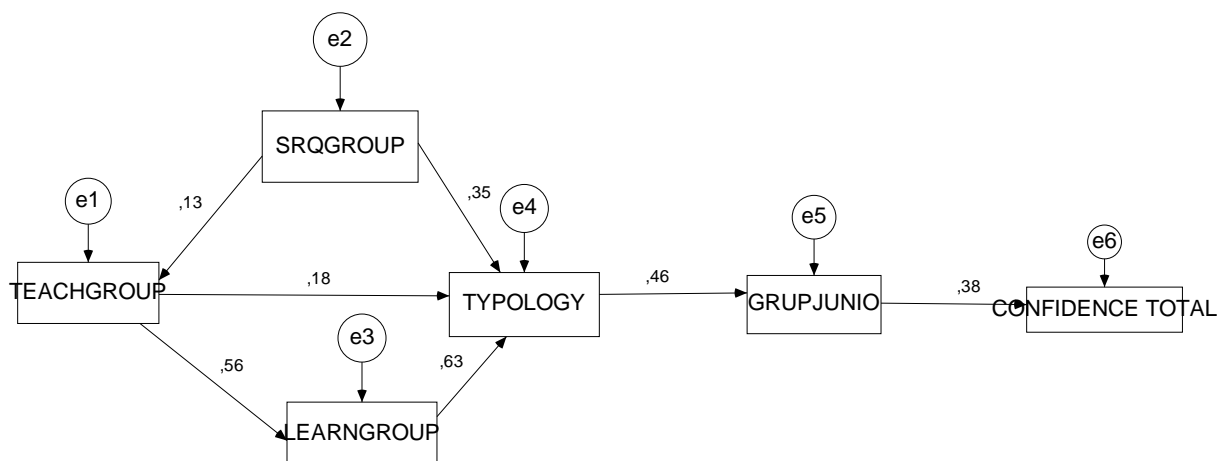 e2
SRQGROUP
e1
,13
,35
e4
e5
e6
TEACHGROUP
,18
TYPOLOGY
,46
GRUPJUNIO
,38
CONFIDENCE TOTAL
e3
,56
,63
LEARNGROUP